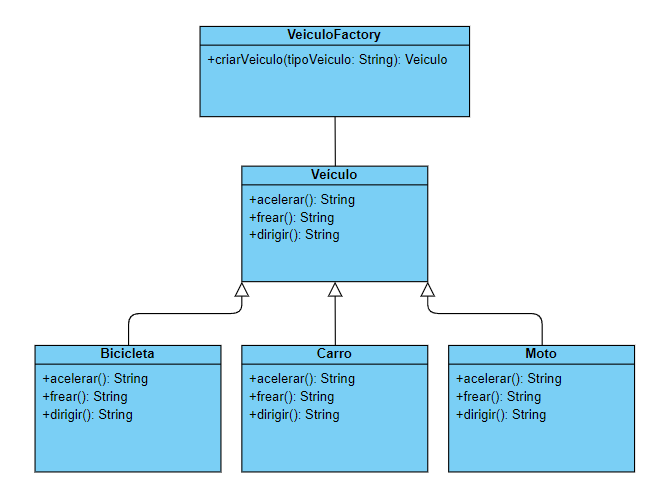 VeiculoFactory
+criarVeiculo(tipoVeiculo: String): Veiculo
Veículo
+acelerar(): String
+frear(): String
+dirigir(): String
Bicicleta
+acelerar(): String
+frear(): String
+dirigir(): String
Carro
+acelerar(): String
+frear(): String
+dirigir(): String
Moto
+acelerar(): String
+frear(): String
+dirigir(): String